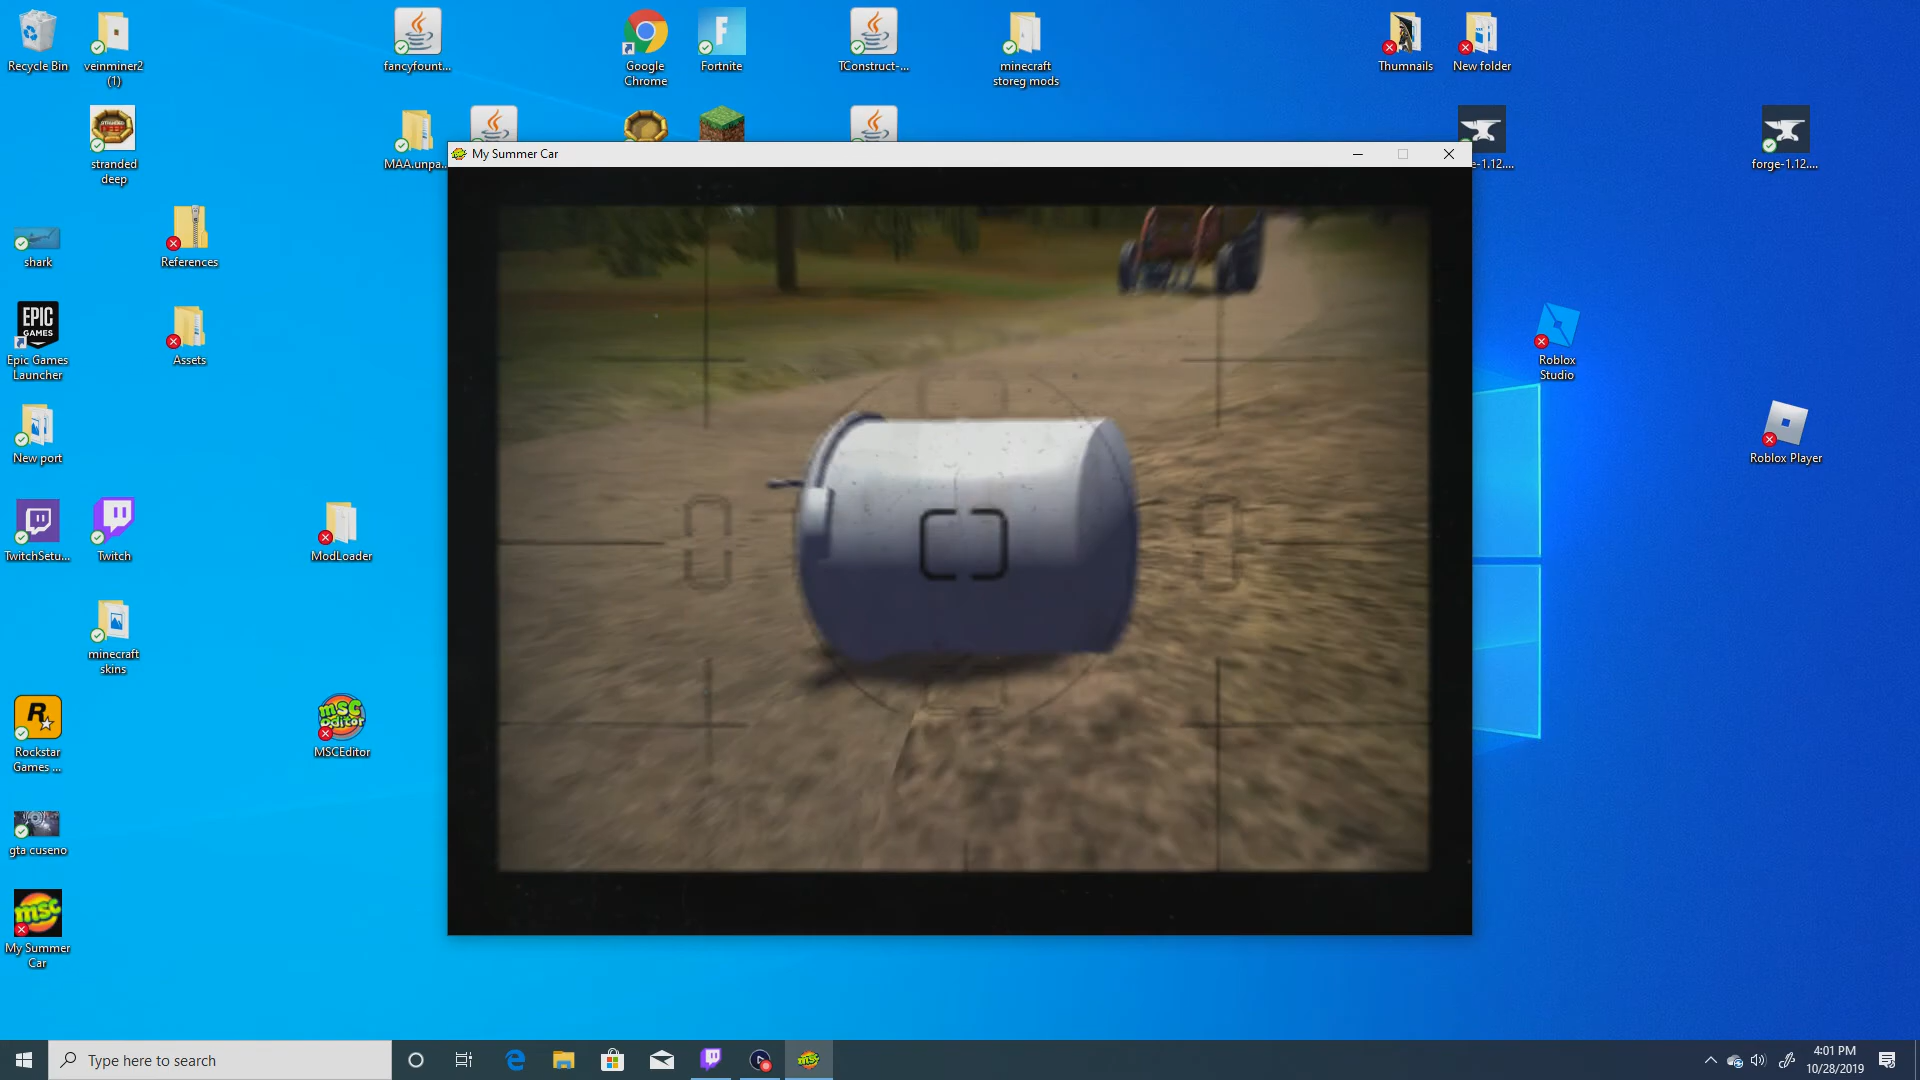 Recycle Bin
veinminer2
(1)
fancyfount...
Google
Chrome
Fortnite
TConstruct-...
minecraft
storeg mods
Thumnails
New folder
stranded
deep
MAA.unpa...
My Summer Car
e-1.12....
forge-1.12....
shark
References
EPIC
GAMES
Epic Games
Launcher
Assets
Roblox
Studio
New port
Roblox Player
TwitchSetu...
Twitch
ModLoader
minecraft
skins
Rockstar
Games ...
msc
Editor
MSCEditor
gta cuseno
msc
My Summer
Car
Type here to search
4:01 PM
10/28/2019